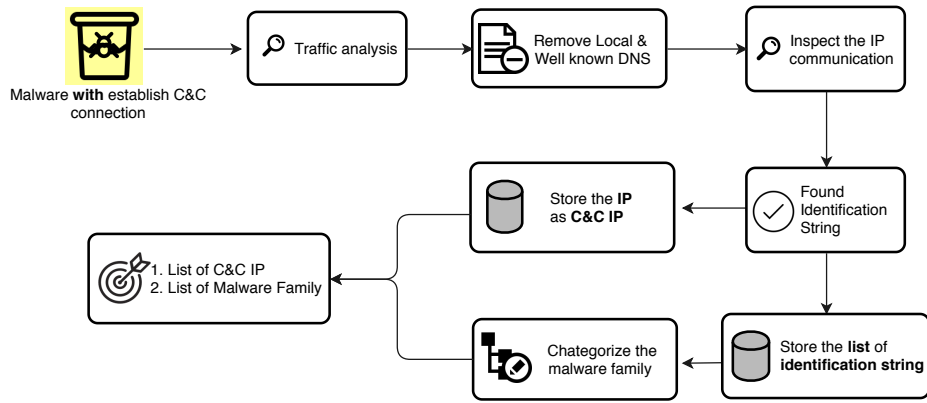 Malware with establish C&C
connection
Traffic analysis
Remove Local &
Well known DNS
Inspect the IP
communication
Found
Identification
String
Store the IP
as C&C IP
1. List of C&C IP
2. List of Malware Family
Store the list of
identification string
Chategorize the
malware family